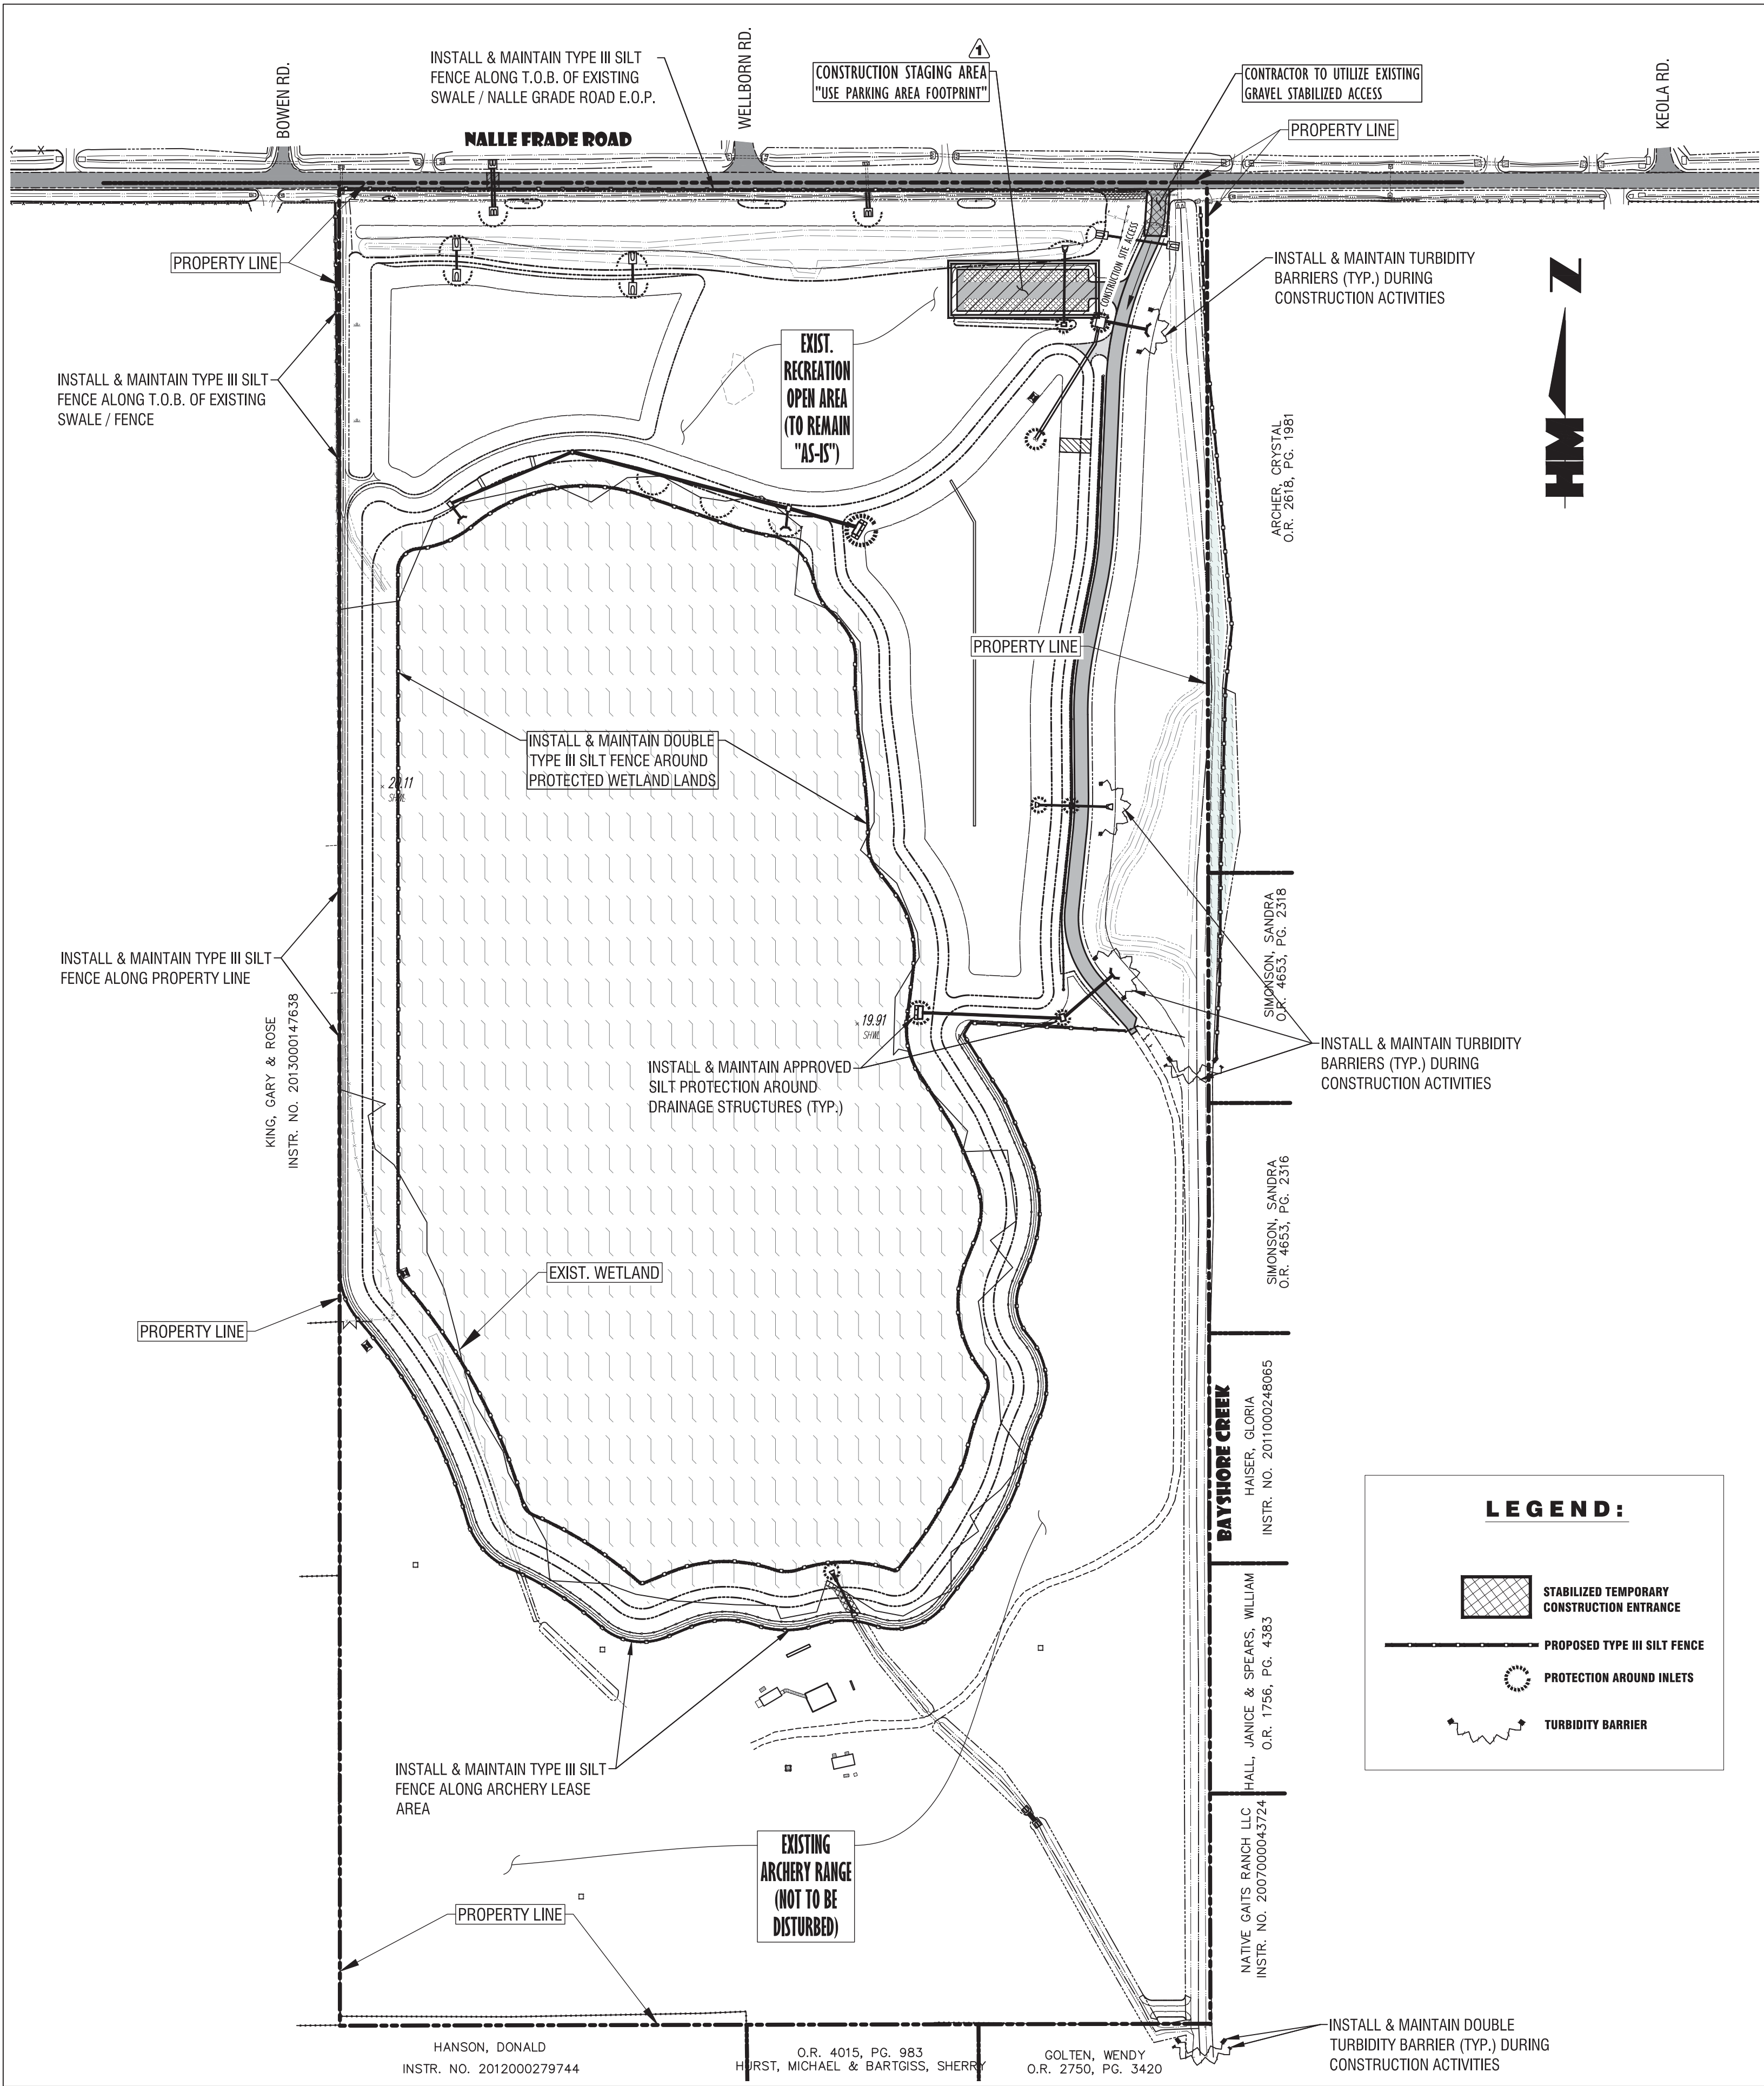 BOWEN RD.
INSTALL & MAINTAIN TYPE III SILT
FENCE ALONG T.O.B. OF EXISTING
SWALE / NALLE GRADE ROAD E.O.P.
WELLBORN RD.
1
CONSTRUCTION STAGING AREA
"USE PARKING AREA FOOTPRINT"
CONTRACTOR TO UTILIZE EXISTING
GRAVEL STABILIZED ACCESS
KEOLA RD.
NALLE FRADE ROAD
PROPERTY LINE
PROPERTY LINE
CONSTRUCTION SITE ACCESS
INSTALL & MAINTAIN TURBIDITY
BARRIERS (TYP.) DURING
CONSTRUCTION ACTIVITIES
N
HM
INSTALL & MAINTAIN TYPE III SILT
FENCE ALONG T.O.B. OF EXISTING
SWALE / FENCE
EXIST.
RECREATION
OPEN AREA
(TO REMAIN
"AS-IS")
ARCHER, CRYSTAL
O.R. 2618, PG. 1981
PROPERTY LINE
INSTALL & MAINTAIN DOUBLE
TYPE III SILT FENCE AROUND
PROTECTED WETLAND LANDS
20.11
SHWL
INSTALL & MAINTAIN TYPE III SILT
FENCE ALONG PROPERTY LINE
SIMONSON, SANDRA
O.R. 4653, PG. 2318
KING, GARY & ROSE
INSTR. NO. 2013000147638
19.91
SHWL
INSTALL & MAINTAIN APPROVED
SILT PROTECTION AROUND
DRAINAGE STRUCTURES (TYP.)
INSTALL & MAINTAIN TURBIDITY
BARRIERS (TYP.) DURING
CONSTRUCTION ACTIVITIES
SIMONSON, SANDRA
O.R. 4653, PG. 2316
EXIST. WETLAND
PROPERTY LINE
BAYSHORE CREEK
HAISER, GLORIA
INSTR. NO. 2011000248065
LEGEND:
STABILIZED TEMPORARY
CONSTRUCTION ENTRANCE
PROPOSED TYPE III SILT FENCE
PROTECTION AROUND INLETS
TURBIDITY BARRIER
HALL, JANICE & SPEARS, WILLIAM
O.R. 1756, PG. 4383
INSTALL & MAINTAIN TYPE III SILT
FENCE ALONG ARCHERY LEASE
AREA
EXISTING
ARCHERY RANGE
(NOT TO BE
DISTURBED)
NATIVE GAITS RANCH LLC
INSTR. NO. 2007000043724
PROPERTY LINE
HANSON, DONALD
INSTR. NO. 2012000279744
O.R. 4015, PG. 983
HURST, MICHAEL & BARTGISS, SHERRY
GOLTEN, WENDY
O.R. 2750, PG. 3420
INSTALL & MAINTAIN DOUBLE
TURBIDITY BARRIER (TYP.) DURING
CONSTRUCTION ACTIVITIES